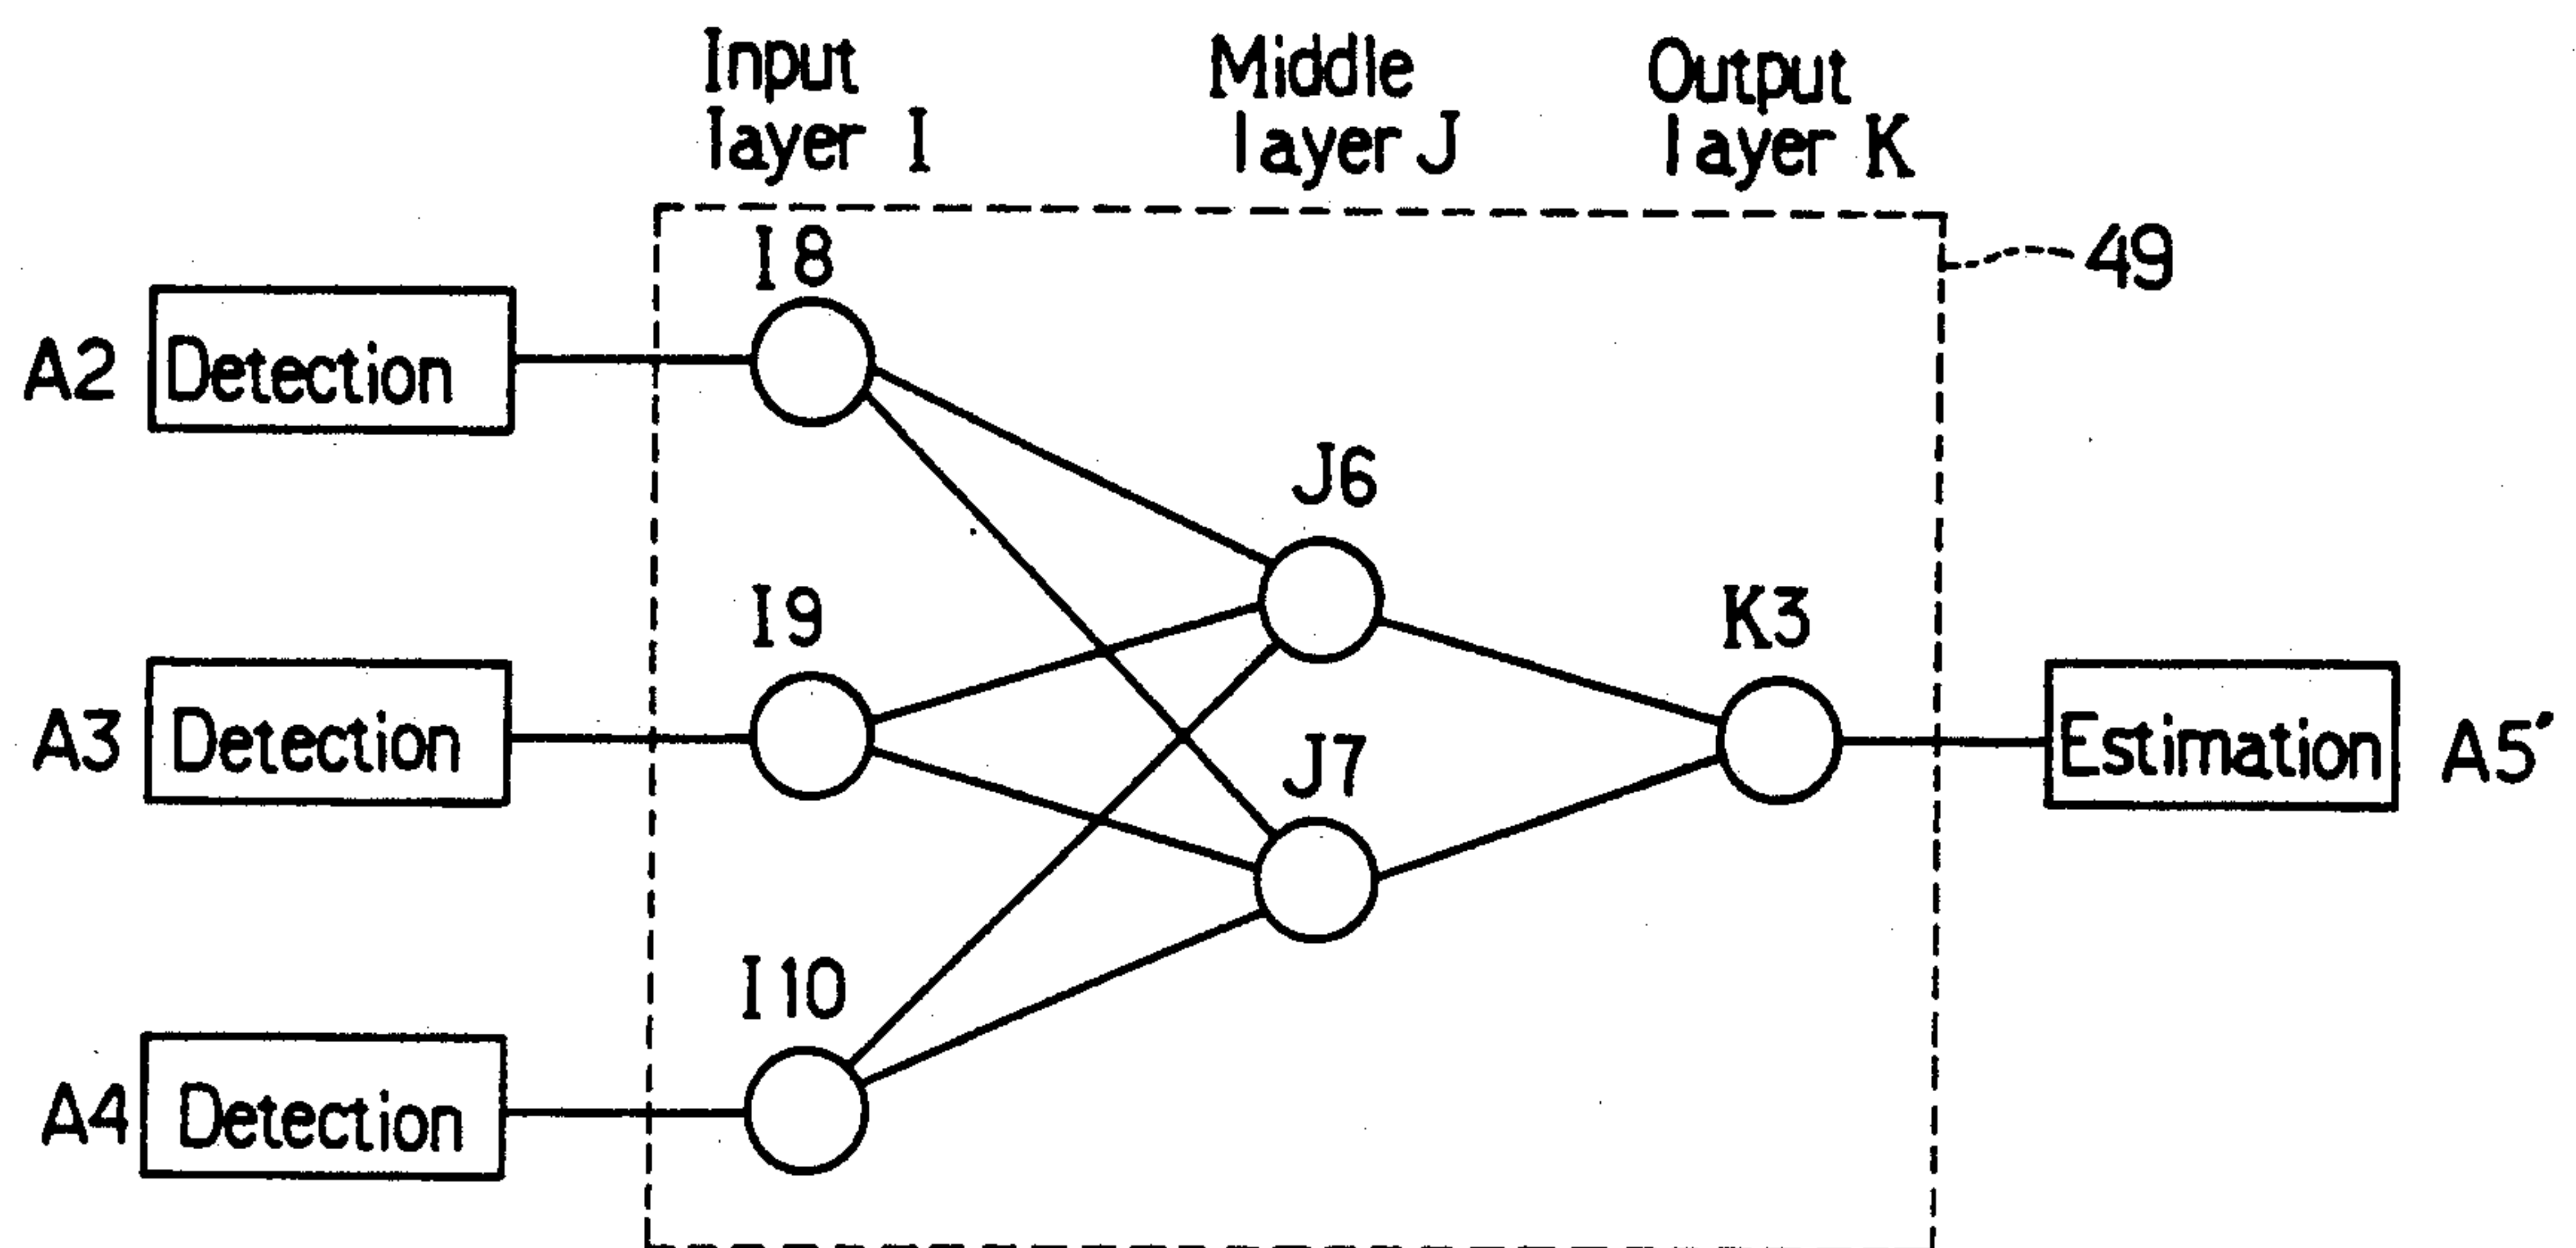 Input
layer I
Middle
layer J
Output
layer K
49
I8
A2 Detection
J6
I9
K3
A3 Detection
J7
Estimation A5'
I10
A4 Detection